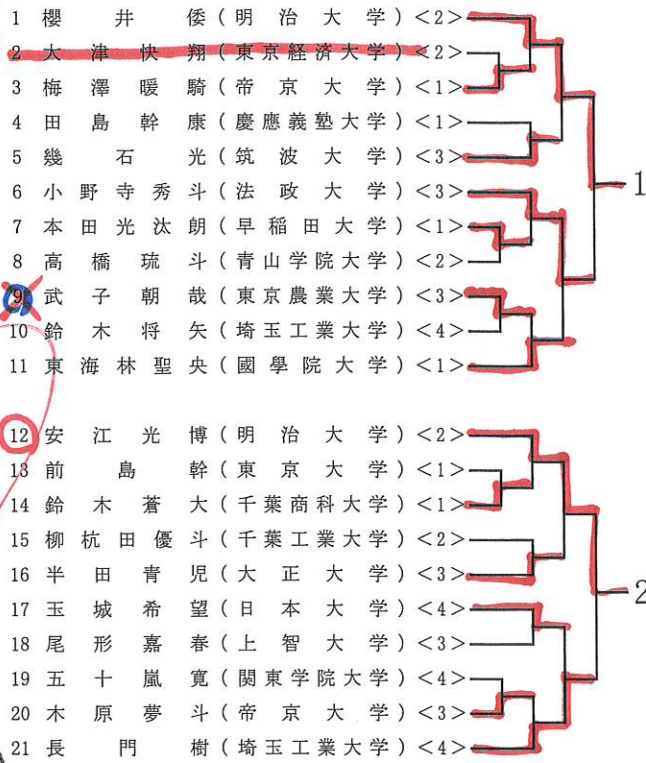 1 櫻井倭(明治大学)<2>
2 大津快翔(東京経済大学)<2>
3 梅澤暖騎(帝京大学)<1>
4 田島幹康(慶應義塾大学)<1>
5 幾石光(筑波大学)<3>
6 小野寺秀斗(法政大学)<3>
7 本田光汰朗(早稲田大学)<1>
8 高橋琉斗(青山学院大学)<2>
9 武子朝哉(東京農業大学)<3>
10 鈴木将矢(埼玉工業大学)<4>
11 東海林聖央(國學院大学)<1>
1
12 安江光博(明治大学)<2>
13 前島幹(東京大学)<1>
14 鈴木蒼大(千葉商科大学)<1>
15 柳杭田優斗(千葉工業大学)<2>
16 半田青児(大正大学)<3>
17 玉城希望(日本大学)<4>
18 尾形嘉春(上智大学)<3>
19 五十嵐寛(関東学院大学)<4>
20 木原夢斗(帝京大学)<3>
21 長門樹(埼玉工業大学)<4>
2